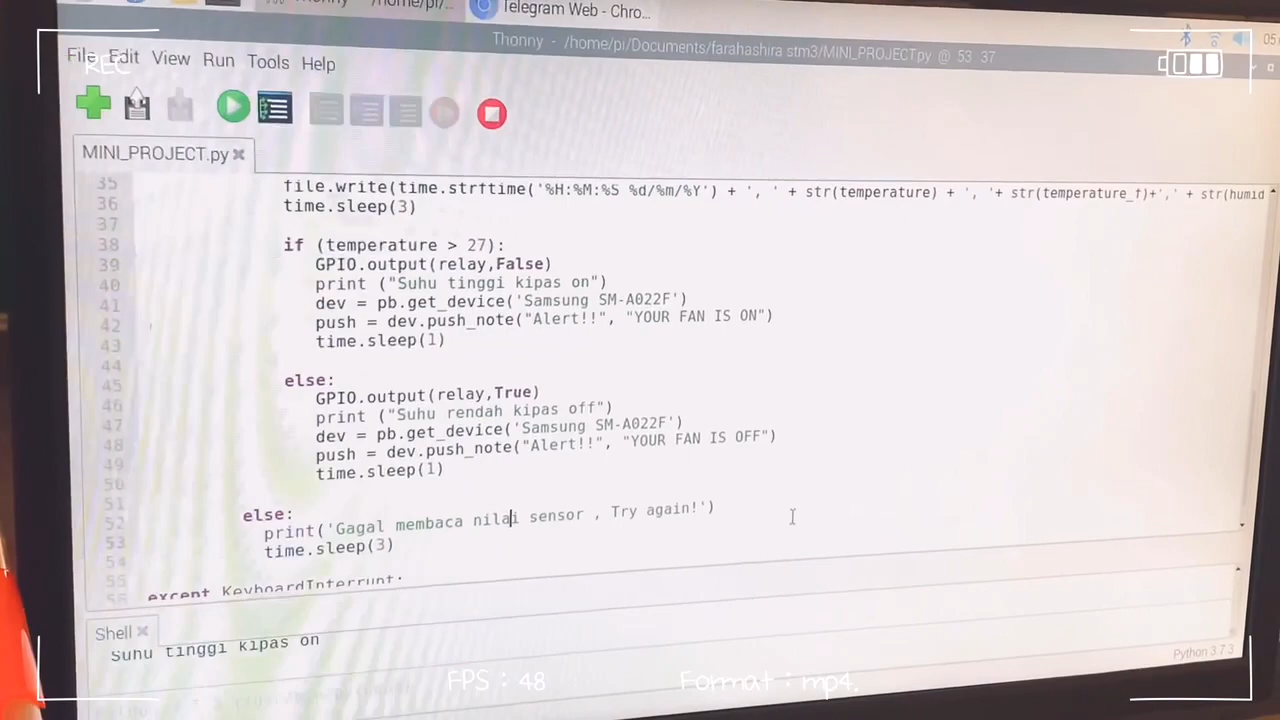 Thonny - /home/pi/...
Telegram Web - Chro...
Thonny - /home/pi/Documents/farahashira stm3/MINI_PROJECT.py @ 53 37
File Edit View Run Tools Help
REC
MINI_PROJECT.py
35 file.write(time.strftime('%H:%M:%S %d/%m/%Y') + ', ' + str(temperature) + ', '+ str(temperature_f)+',' + str(humid
36 time.sleep(3)
37
38 if (temperature > 27):
39 GPIO.output(relay,False)
40 print ("Suhu tinggi kipas on")
41 dev = pb.get_device('Samsung SM-A022F')
42 push = dev.push_note("Alert!!", "YOUR FAN IS ON")
43 time.sleep(1)
44
45 else:
46 GPIO.output(relay,True)
47 print ("Suhu rendah kipas off")
48 dev = pb.get_device('Samsung SM-A022F')
49 push = dev.push_note("Alert!!", "YOUR FAN IS OFF")
50 time.sleep(1)
51
52 else:
53 print('Gagal membaca nilai sensor , Try again!')
54 time.sleep(3)
55
56 except KeyboardInterrupt:
Shell
Suhu tinggi kipas on
Python 3.7.3
FPS : 48 Format : mp4.